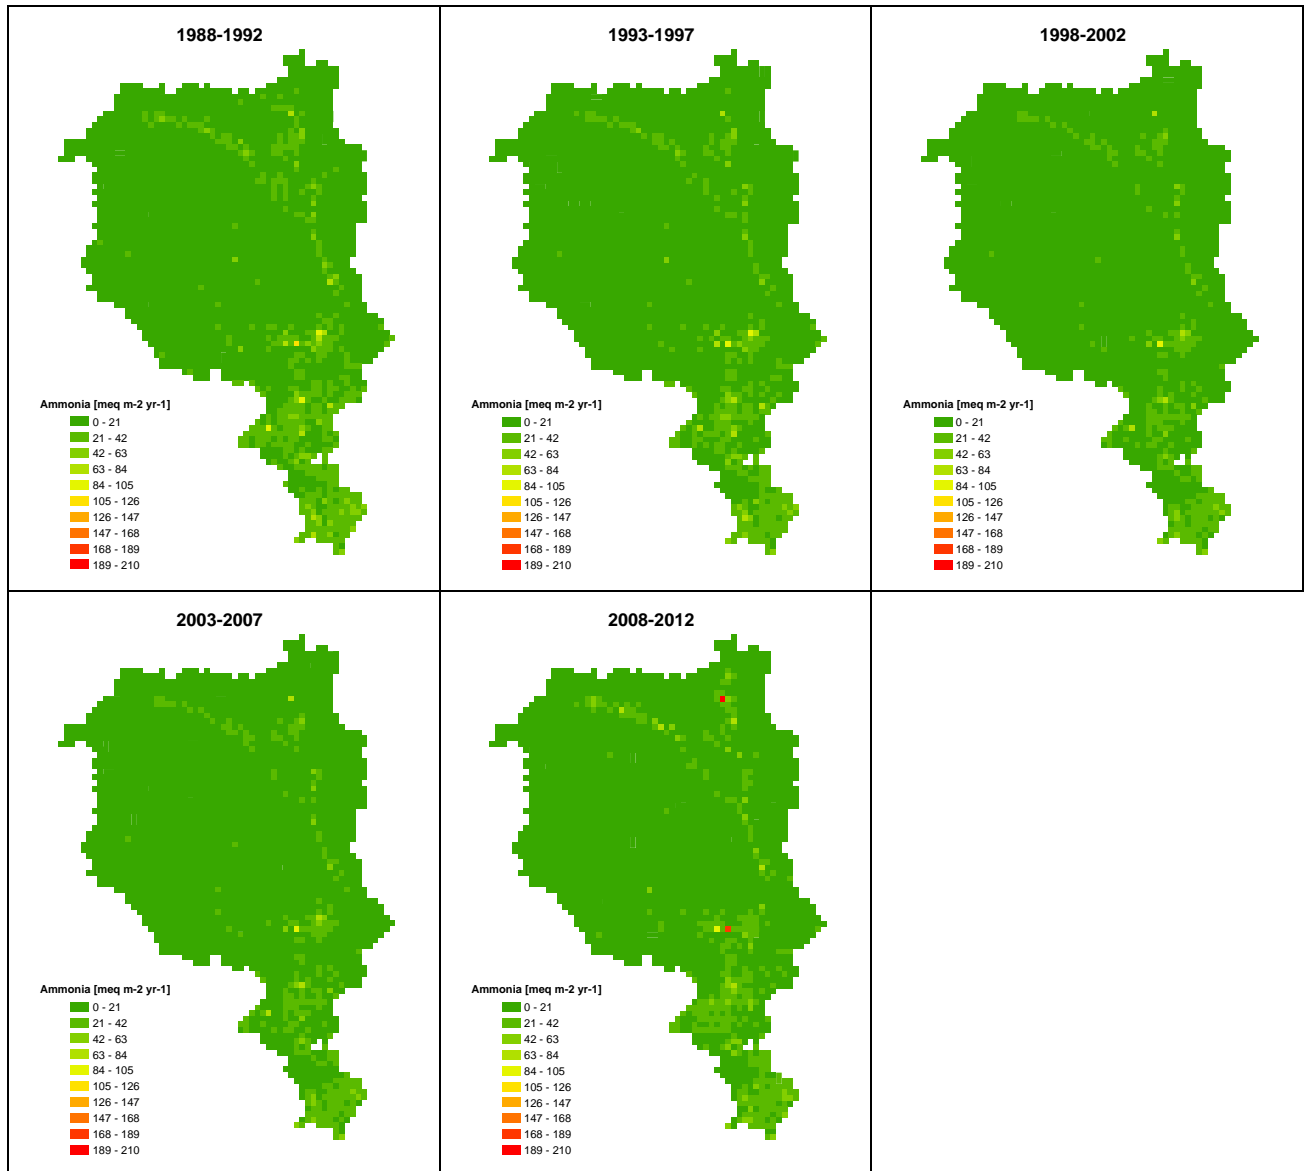 1988-1992
Ammonia [meq m-2 yr-1]
0 - 21
21 - 42
42 - 63
63 - 84
84 - 105
105 - 126
126 - 147
147 - 168
168 - 189
189 - 210
1993-1997
Ammonia [meq m-2 yr-1]
0 - 21
21 - 42
42 - 63
63 - 84
84 - 105
105 - 126
126 - 147
147 - 168
168 - 189
189 - 210
1998-2002
Ammonia [meq m-2 yr-1]
0 - 21
21 - 42
42 - 63
63 - 84
84 - 105
105 - 126
126 - 147
147 - 168
168 - 189
189 - 210
2003-2007
Ammonia [meq m-2 yr-1]
0 - 21
21 - 42
42 - 63
63 - 84
84 - 105
105 - 126
126 - 147
147 - 168
168 - 189
189 - 210
2008-2012
Ammonia [meq m-2 yr-1]
0 - 21
21 - 42
42 - 63
63 - 84
84 - 105
105 - 126
126 - 147
147 - 168
168 - 189
189 - 210